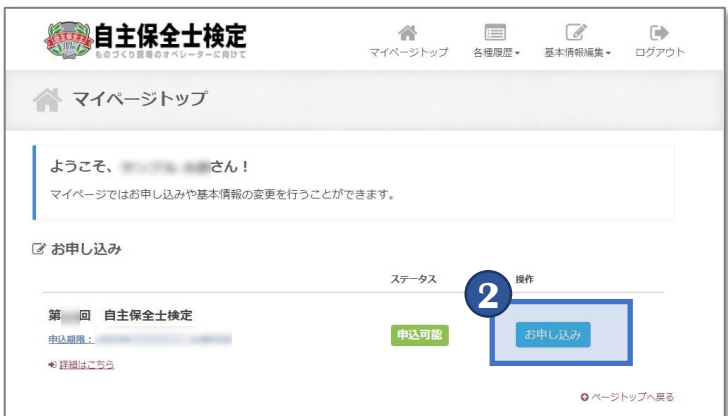 自主保全士検定
ものづくり現場のオペレーターに向けて
マイページトップ
各種履歴▾
基本情報編集▾
ログアウト
マイページトップ
ようこそ、 さん！
マイページではお申し込みや基本情報の変更を行うことができます。
お申し込み
ステータス
操作
2
第 回 自主保全士検定
申込期限：
申込可能
お申し込み
詳細はこちら
ページトップへ戻る